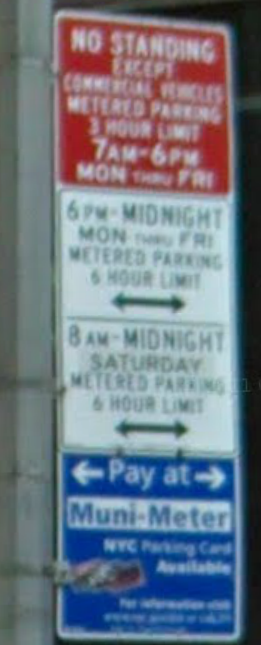 NO STANDING
EXCEPT
COMMERCIAL VEHICLES
METERED PARKING
3 HOUR LIMIT
7AM-6PM
MON THRU FRI
6PM-MIDNIGHT
MON THRU FRI
METERED PARKING
6 HOUR LIMIT
8AM-MIDNIGHT
SATURDAY
METERED PARKING
6 HOUR LIMIT
Pay at
Muni-Meter
NYC Parking Card
Available
For information visit